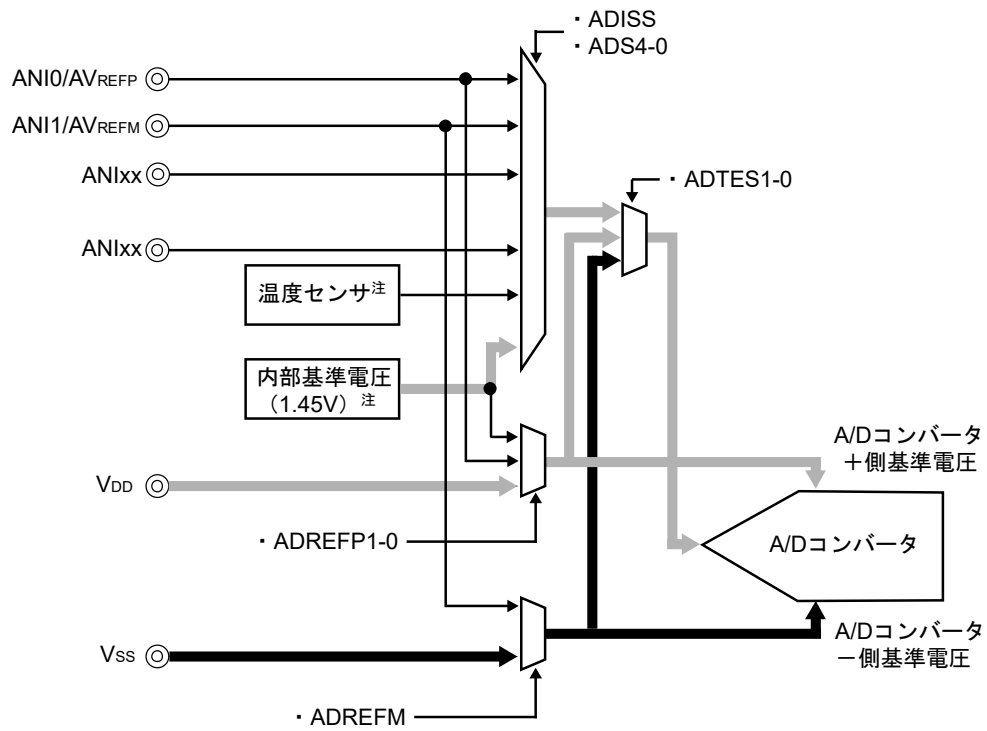 ・ADISS
・ADS4-0
ANI0/AVREFP
ANI1/AVREFM
ANIxx
・ADTES1-0
ANIxx
温度センサ注
内部基準電圧
（1.45V）注
A/Dコンバータ
＋側基準電圧
VDD
・ADREFP1-0
A/Dコンバータ
A/Dコンバータ
－側基準電圧
VSS
・ADREFM